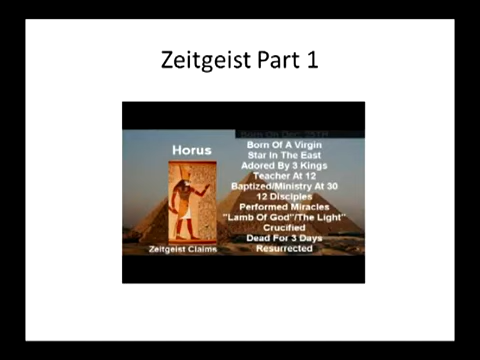 Zeitgeist Part 1
Born On Dec. 25th
Horus
Born Of A Virgin
Star In The East
Adored By 3 Kings
Teacher At 12
Baptized/Ministry At 30
12 Disciples
Performed Miracles
"Lamb Of God"/The Light"
Crucified
Dead For 3 Days
Resurrected
Zeitgeist Claims